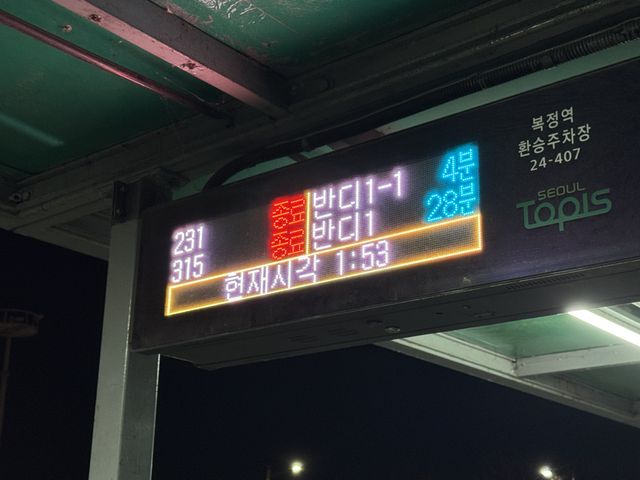 231 종료 반디1-1 4분
315 종료 반디1 28분
현재시각 1:53
복정역
환승주차장
24-407
SEOUL
TOPIS